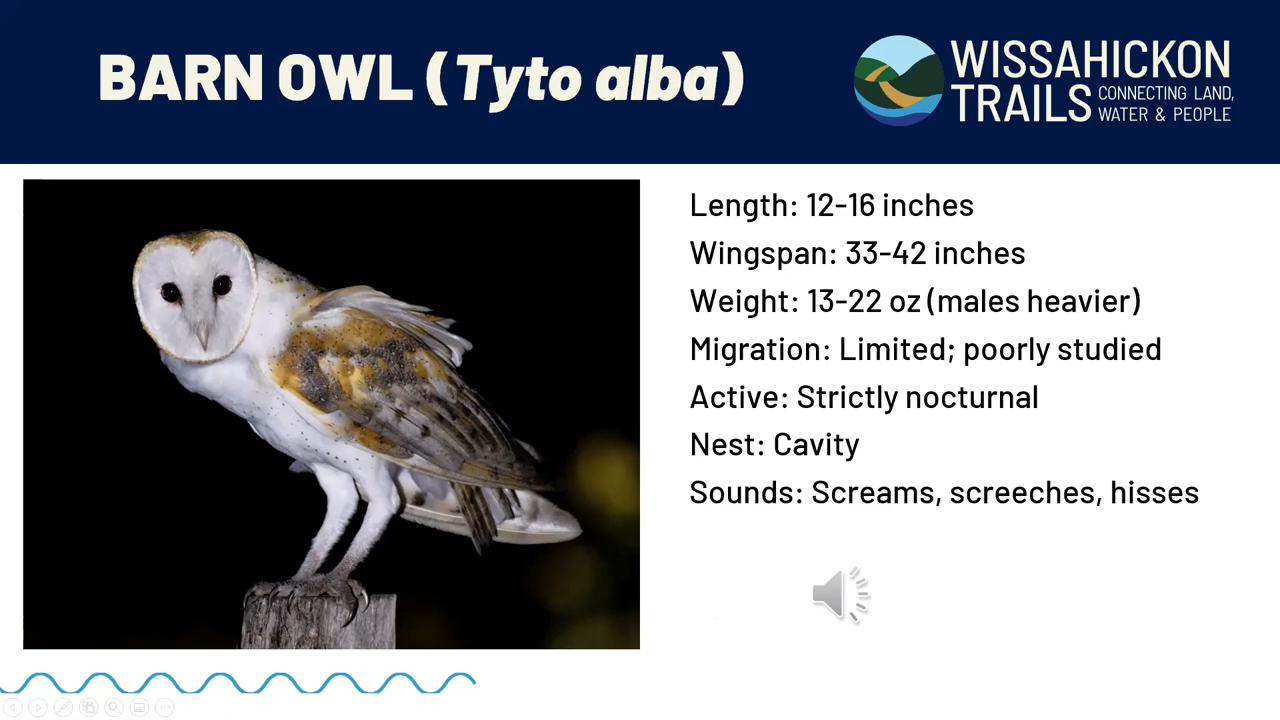 BARN OWL (Tyto alba)
WISSAHICKON
TRAILS
CONNECTING LAND,
WATER & PEOPLE
Length: 12-16 inches
Wingspan: 33-42 inches
Weight: 13-22 oz (males heavier)
Migration: Limited; poorly studied
Active: Strictly nocturnal
Nest: Cavity
Sounds: Screams, screeches, hisses